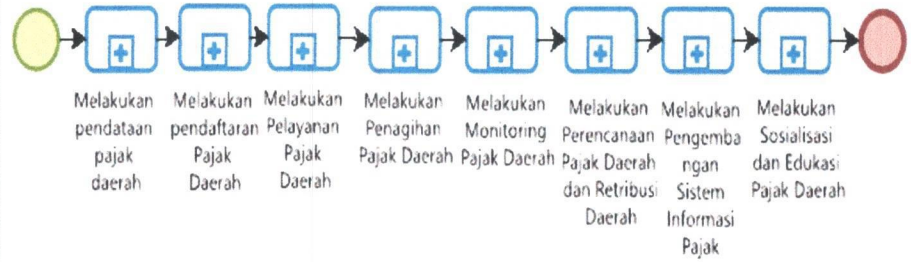 Melakukan
pendataan
pajak
daerah
Melakukan
pendaftaran
Pajak
Daerah
Melakukan
Pelayanan
Pajak
Daerah
Melakukan
Penagihan
Pajak Daerah
Melakukan
Monitoring
Pajak Daerah
Melakukan
Perencanaan
Pajak Daerah
dan Retribusi
Daerah
Melakukan
Pengemba
ngan
Sistem
Informasi
Pajak
Melakukan
Sosialisasi
dan Edukasi
Pajak Daerah